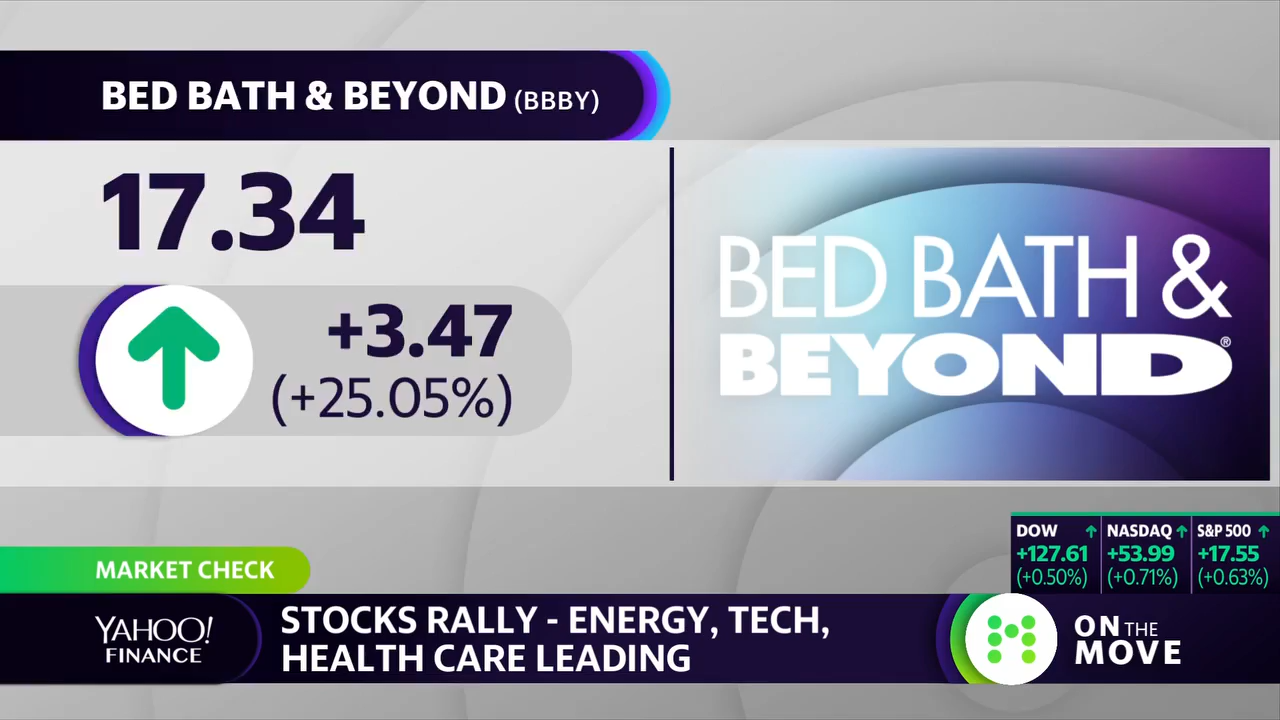 BED BATH & BEYOND (BBBY)
17.34
+3.47
(+25.05%)
BED BATH &
BEYOND®
DOW NASDAQ S&P 500
+127.61 +53.99 +17.55
(+0.50%) (+0.71%) (+0.63%)
MARKET CHECK
YAHOO!
FINANCE
STOCKS RALLY - ENERGY, TECH,
HEALTH CARE LEADING
ON THE
MOVE